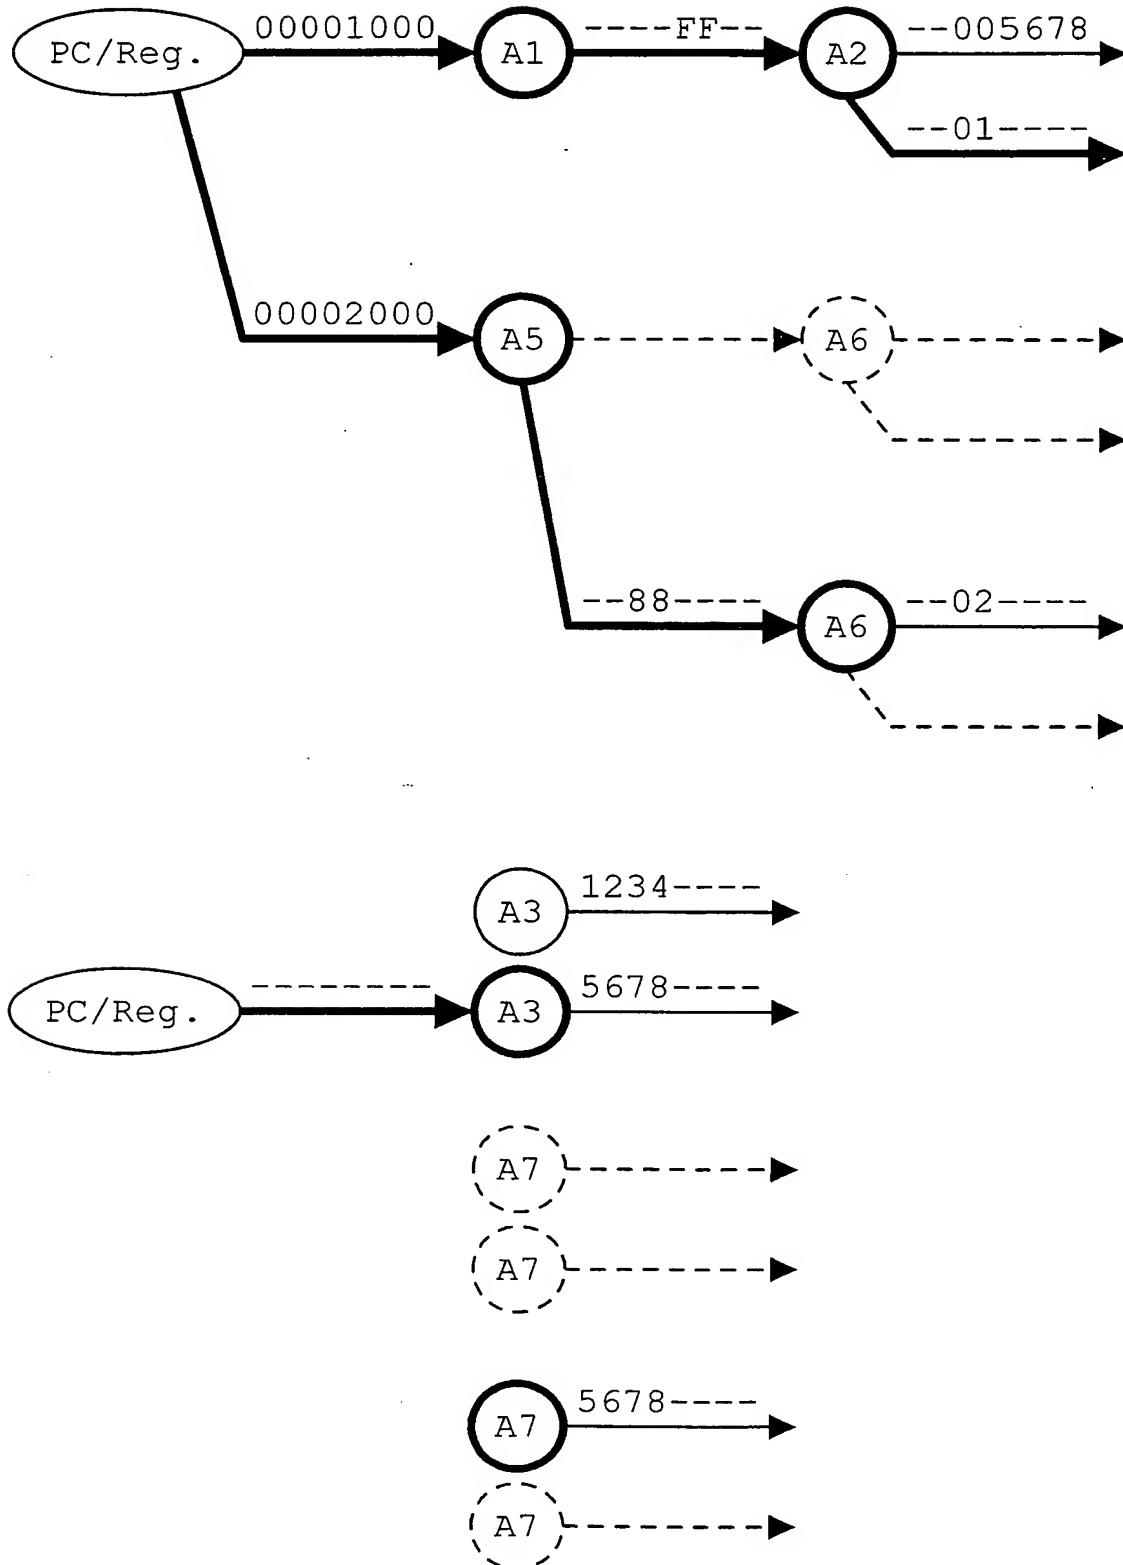 PC/Reg. 00001000 A1 ----FF-- A2 --005678
--01----
00002000 A5 A6
--88---- A6 --02----
A3 1234----
PC/Reg. -------- A3 5678----
A7
A7
A7 5678----
A7